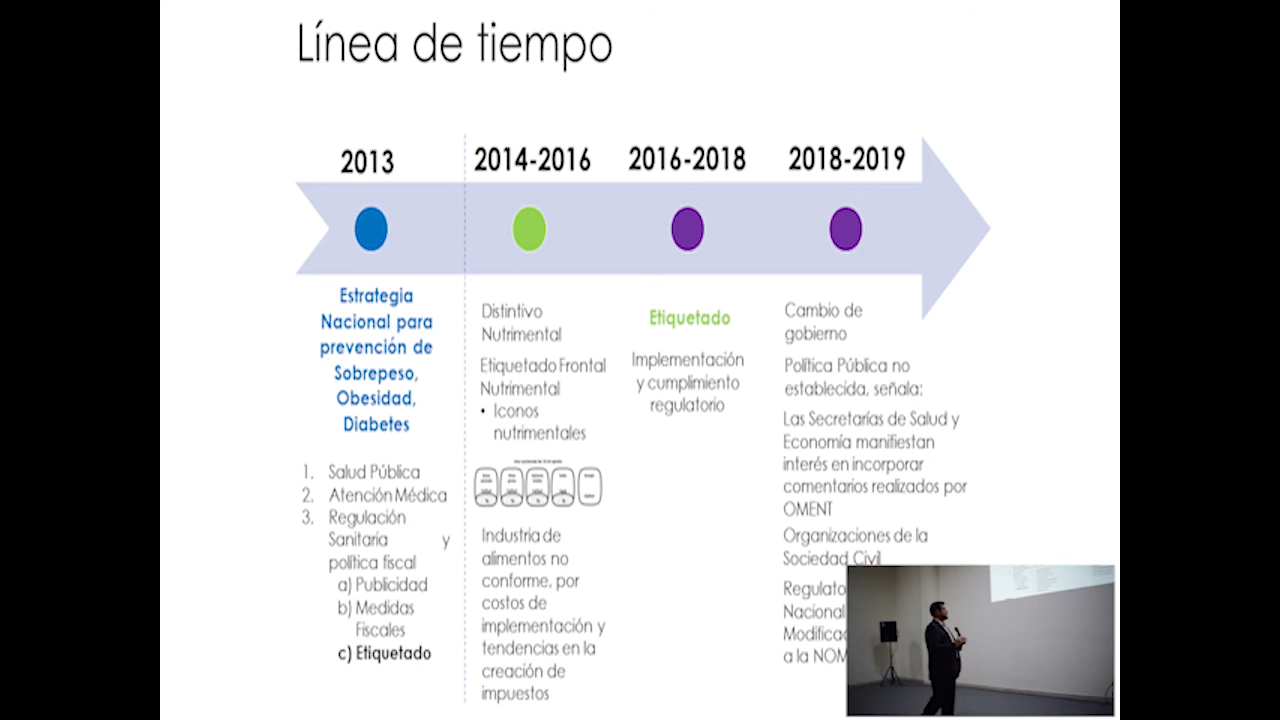 Línea de tiempo
2013
2014-2016
2016-2018
2018-2019
Estrategia
Nacional para
prevención de
Sobrepeso,
Obesidad,
Diabetes
1. Salud Pública
2. Atención Médica
3. Regulación
Sanitaria y
política fiscal
a) Publicidad
b) Medidas
Fiscales
c) Etiquetado
Distintivo
Nutrimental
Etiquetado Frontal
Nutrimental
• Iconos
nutrimentales
Industria de
alimentos no
conforme, por
costos de
implementación y
tendencias en la
creación de
impuestos
Etiquetado
Implementación
y cumplimiento
regulatorio
Cambio de
gobierno
Política Pública no
establecida, señala:
Las Secretarías de Salud y
Economía manifiestan
interés en incorporar
comentarios realizados por
OMENT
Organizaciones de la
Sociedad Civil
Regulato
Nacional
Modifica
a la NOM